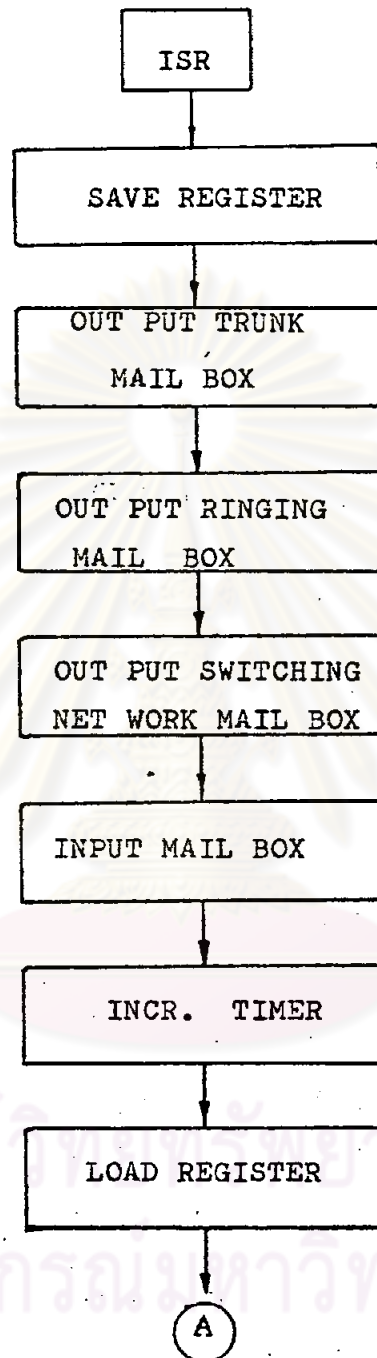 ISR
SAVE REGISTER
OUT PUT TRUNK
MAIL BOX
OUT PUT RINGING
MAIL BOX
OUT PUT SWITCHING
NET WORK MAIL BOX
INPUT MAIL BOX
INCR. TIMER
LOAD REGISTER
A